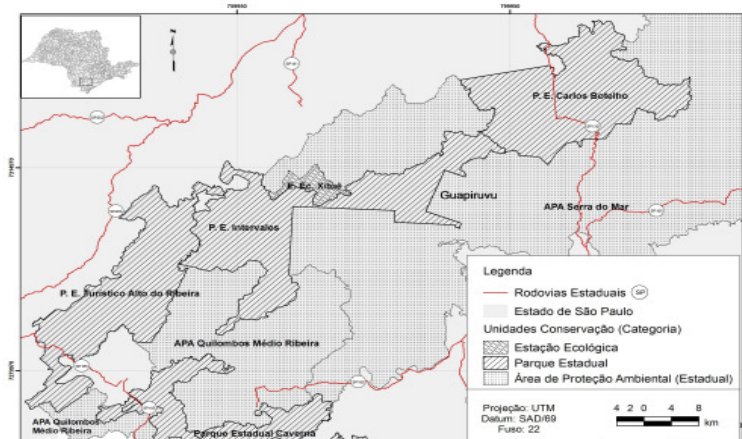 N
P. E. Carlos Botelho
E. Ec. Xitué
Guapiruvu
APA Serra do Mar
P. E. Intervales
P. E. Turístico Alto do Ribeira
APA Quilombos Médio Ribeira
APA Quilombos
Médio Ribeira
Parque Estadual Caverna
Legenda
Rodovias Estaduais SP
Estado de São Paulo
Unidades Conservação (Categoria)
Estação Ecológica
Parque Estadual
Área de Proteção Ambiental (Estadual)
Projeção: UTM
Datum: SAD/69
Fuso: 22
4 2 0 4 8
km